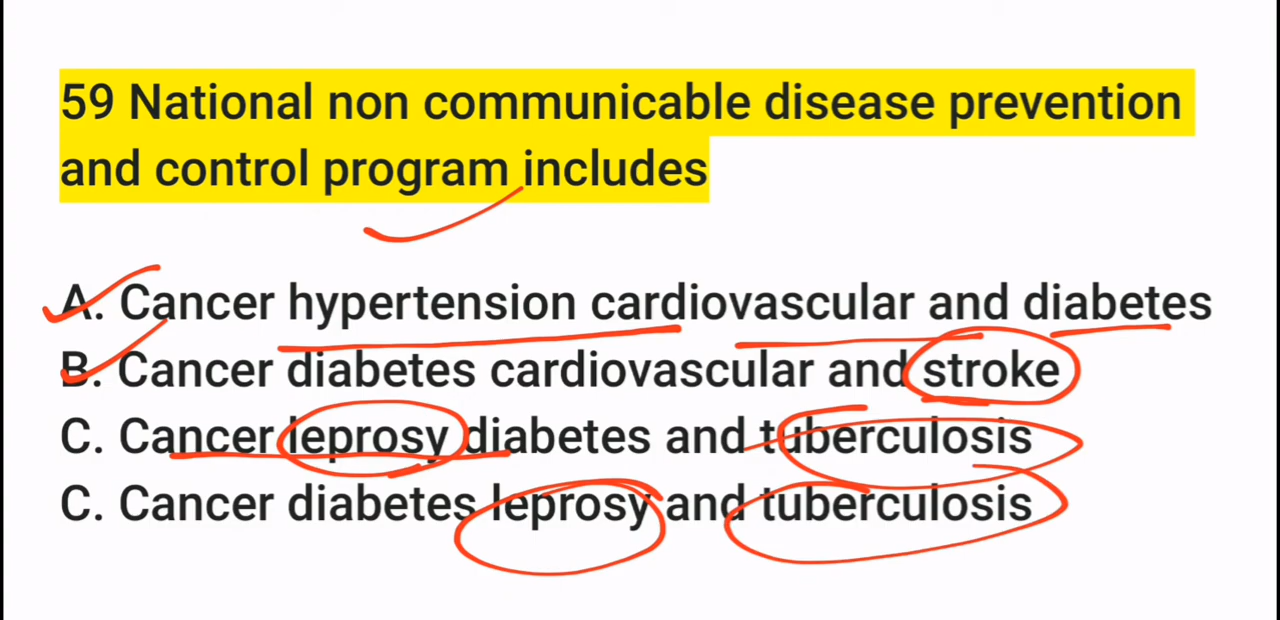 59 National non communicable disease prevention
and control program includes
A. Cancer hypertension cardiovascular and diabetes
B. Cancer diabetes cardiovascular and stroke
C. Cancer leprosy diabetes and tuberculosis
C. Cancer diabetes leprosy and tuberculosis